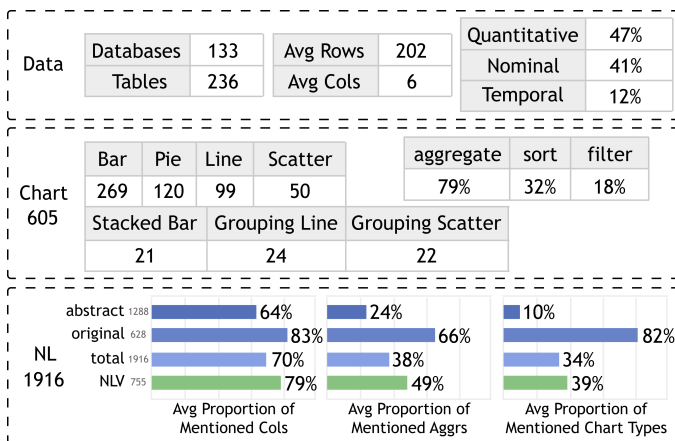 Data
Databases 133
Tables 236
Avg Rows 202
Avg Cols 6
Quantitative 47%
Nominal 41%
Temporal 12%
Chart
605
Bar Pie Line Scatter
269 120 99 50
aggregate sort filter
79% 32% 18%
Stacked Bar Grouping Line Grouping Scatter
21 24 22
NL
1916
abstract 1288 64% 24% 10%
original 628 83% 66% 82%
total 1916 70% 38% 34%
NLV 755 79% 49% 39%
Avg Proportion of
Mentioned Cols
Avg Proportion of
Mentioned Aggrs
Avg Proportion of
Mentioned Chart Types